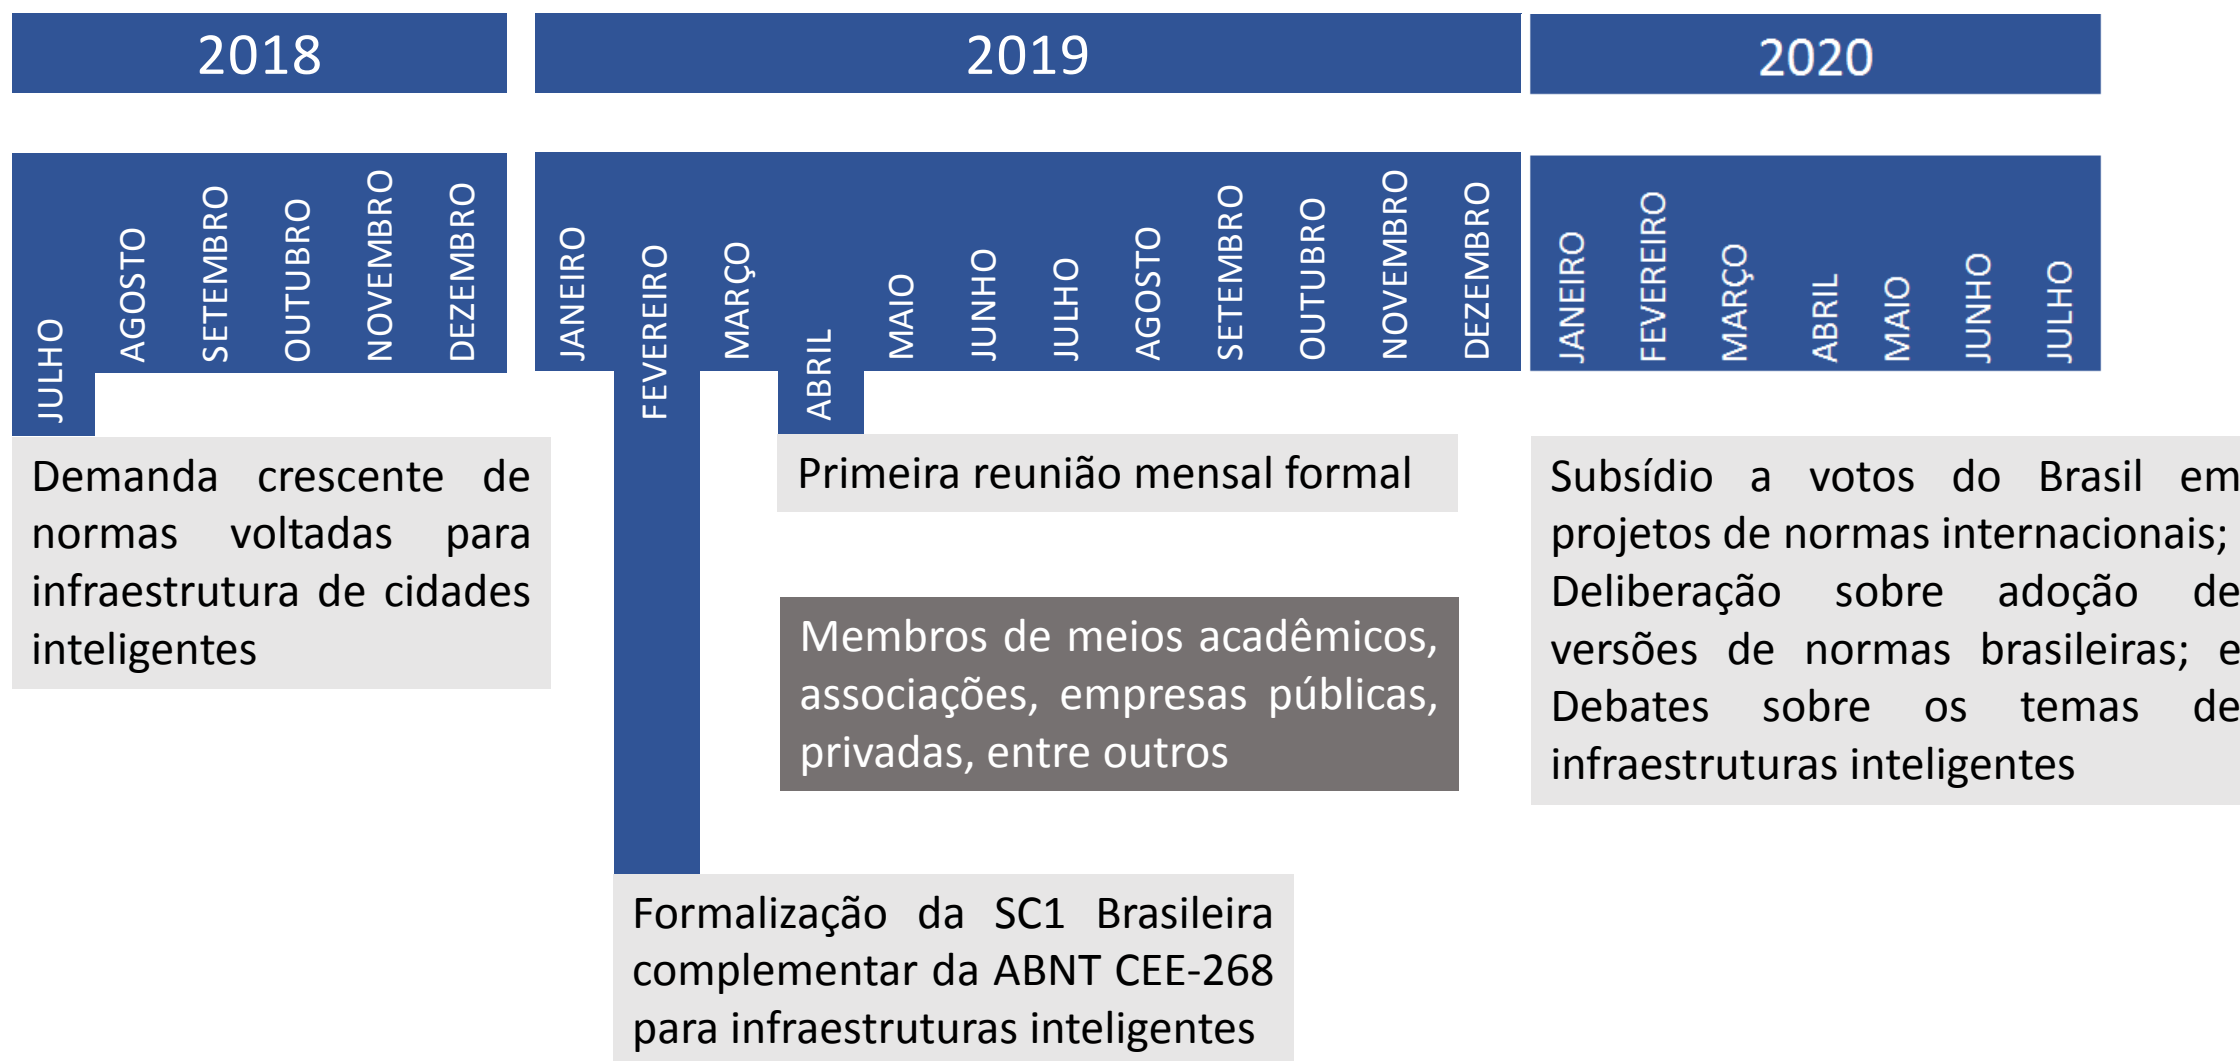 2018
2019
2020
JULHO
AGOSTO
SETEMBRO
OUTUBRO
NOVEMBRO
DEZEMBRO
JANEIRO
FEVEREIRO
MARÇO
ABRIL
MAIO
JUNHO
JULHO
AGOSTO
SETEMBRO
OUTUBRO
NOVEMBRO
DEZEMBRO
JANEIRO
FEVEREIRO
MARÇO
ABRIL
MAIO
JUNHO
JULHO
Demanda crescente de
normas voltadas para
infraestrutura de cidades
inteligentes
Primeira reunião mensal formal
Membros de meios acadêmicos,
associações, empresas públicas,
privadas, entre outros
Formalização da SC1 Brasileira
complementar da ABNT CEE-268
para infraestruturas inteligentes
Subsídio a votos do Brasil em
projetos de normas internacionais;
Deliberação sobre adoção de
versões de normas brasileiras; e
Debates sobre os temas de
infraestruturas inteligentes